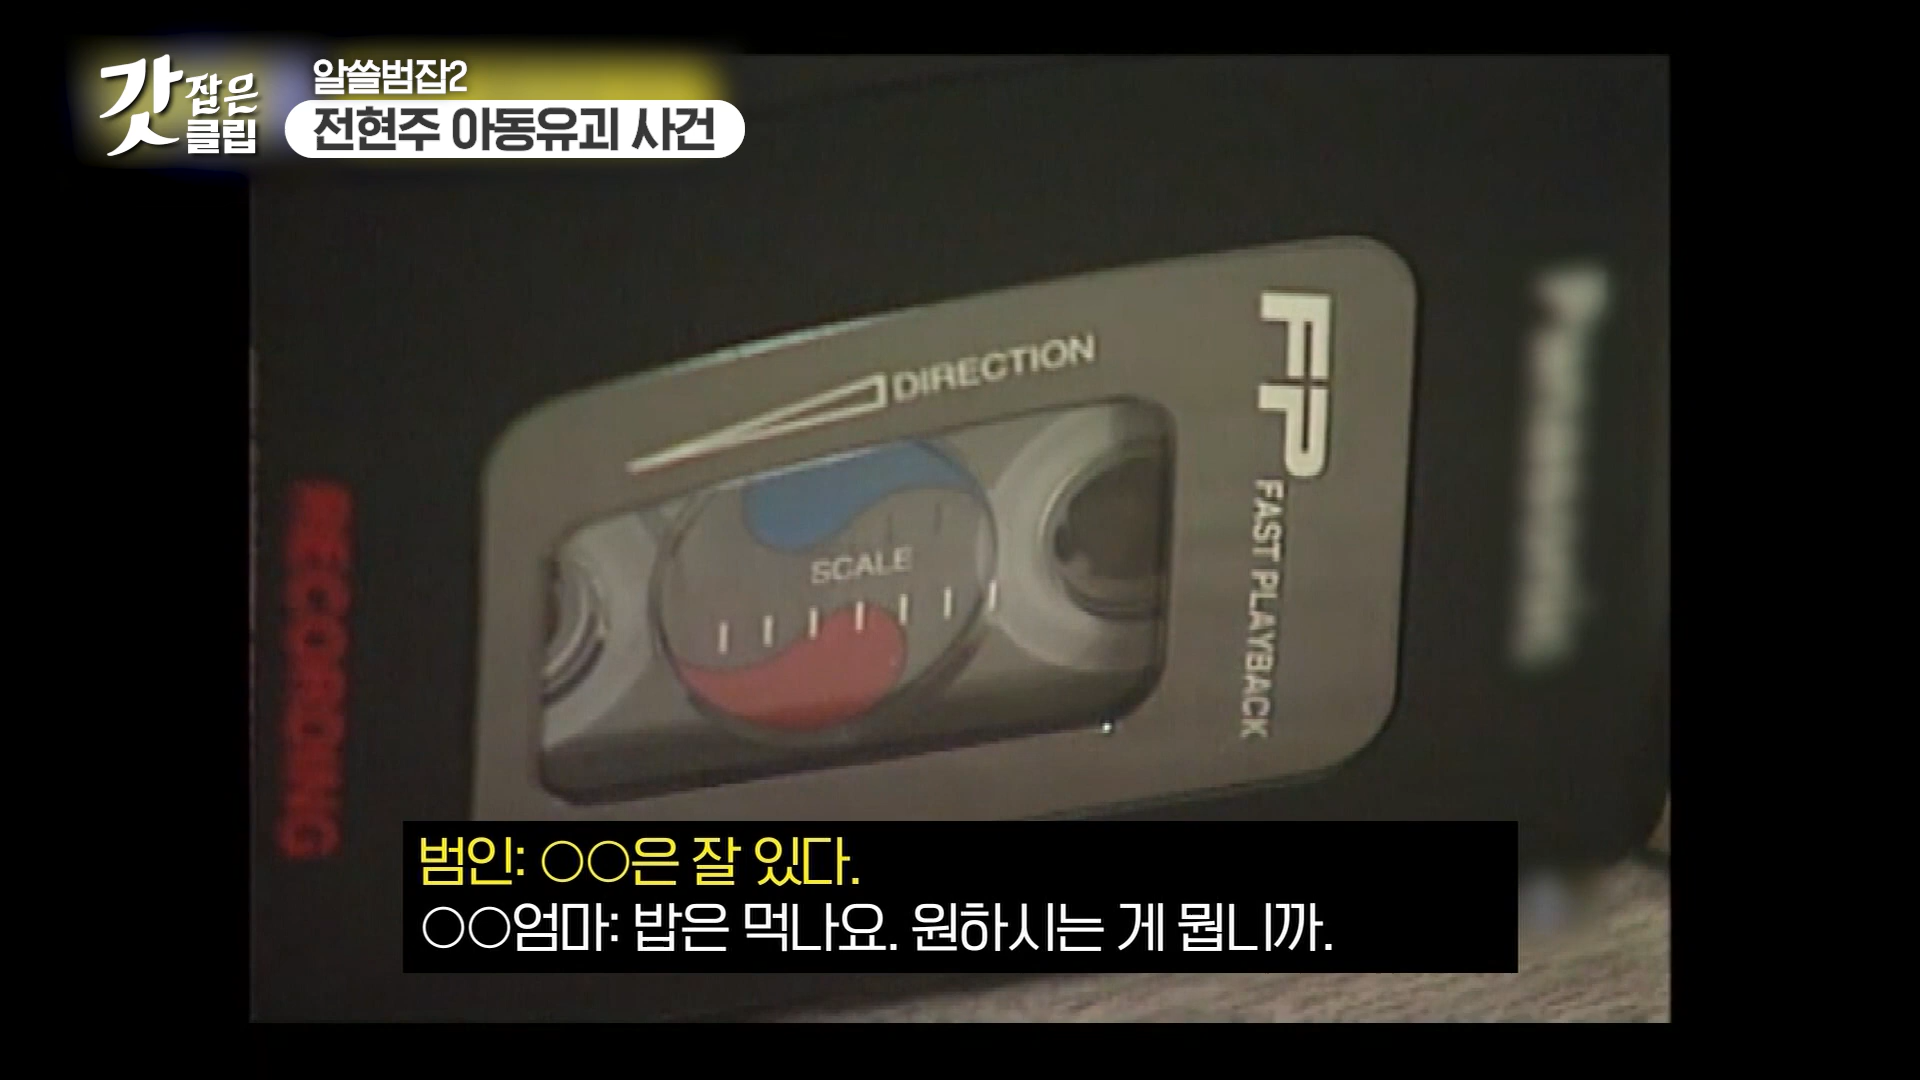 갓잡은
클립
알쓸범잡2
전현주 아동유괴 사건
DIRECTION
SCALE
FP
FAST PLAYBACK
RECORDING
범인: ○○은 잘 있다.
○○엄마: 밥은 먹나요. 원하시는 게 뭡니까.